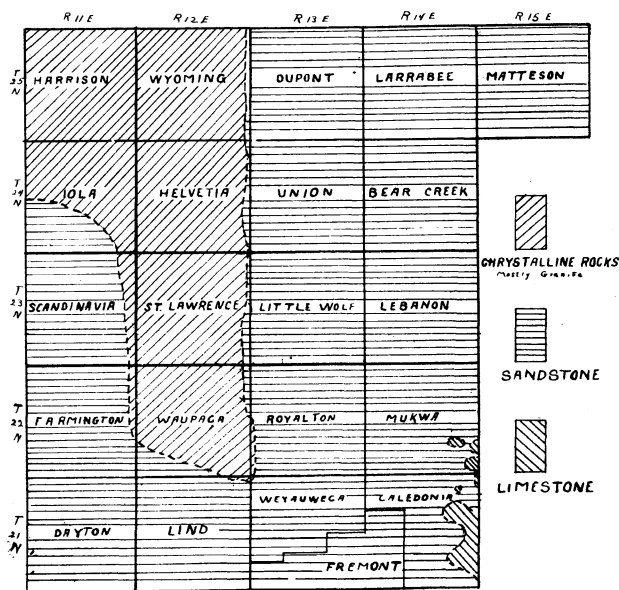 R 11 E R 12 E R 13 E R 14 E R 15 E
T 25 N
HARRISON WYOMING DUPONT LARRABEE MATTESON
T 24 N
IOLA HELVETIA UNION BEAR CREEK
CHRYSTALLINE ROCKS
Mostly Granite
T 23 N
SCANDINAVIA ST. LAWRENCE LITTLE WOLF LEBANON
SANDSTONE
T 22 N
FARMINGTON WAUPACA ROYALTON MUKWA
LIMESTONE
WEYAUWEGA CALEDONIA
T 21 N
DAYTON LIND
FREMONT